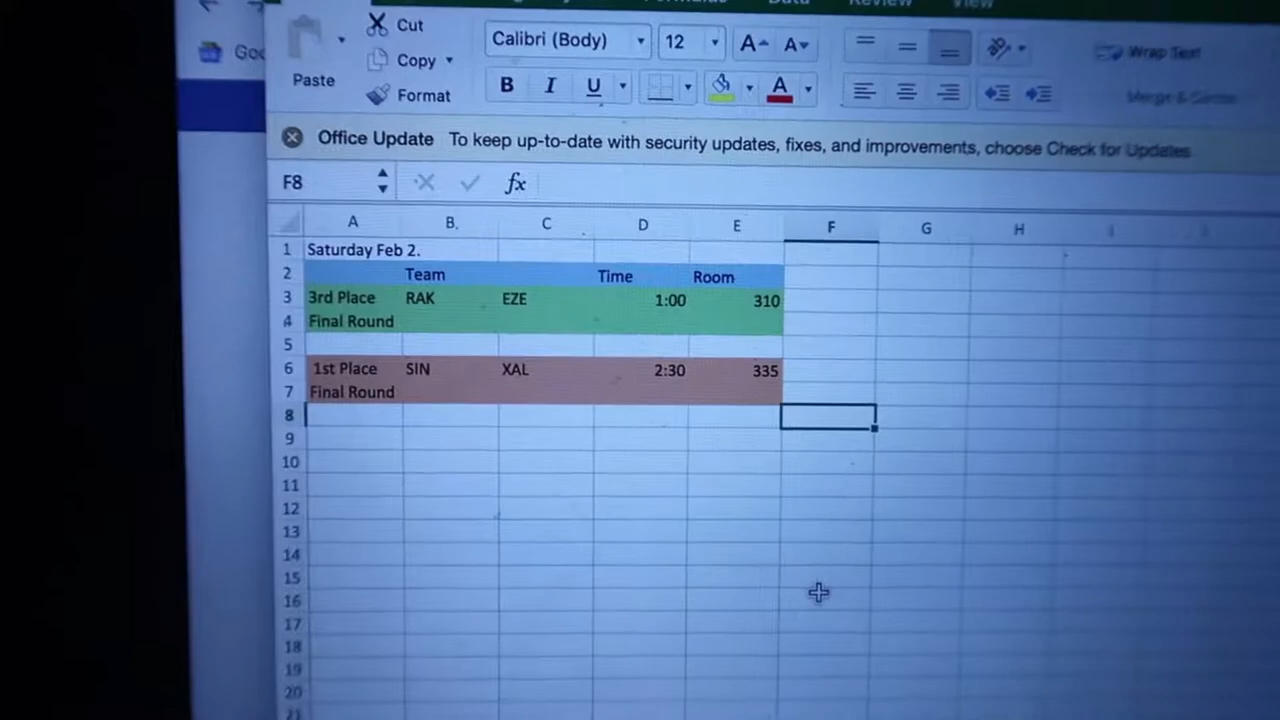 Cut
Calibri (Body) 12 A A
Goo
Paste
Copy
Wrap Text
Format
B I U A
Merge & Center
Office Update To keep up-to-date with security updates, fixes, and improvements, choose Check for Updates
F8 fx
A B. C D E F G H
1 Saturday Feb 2.
2 Team Time Room
3 3rd Place RAK EZE 1:00 310
4 Final Round
5
6 1st Place SIN XAL 2:30 335
7 Final Round
8
9
10
11
12
13
14
15
16
17
18
19
20
21